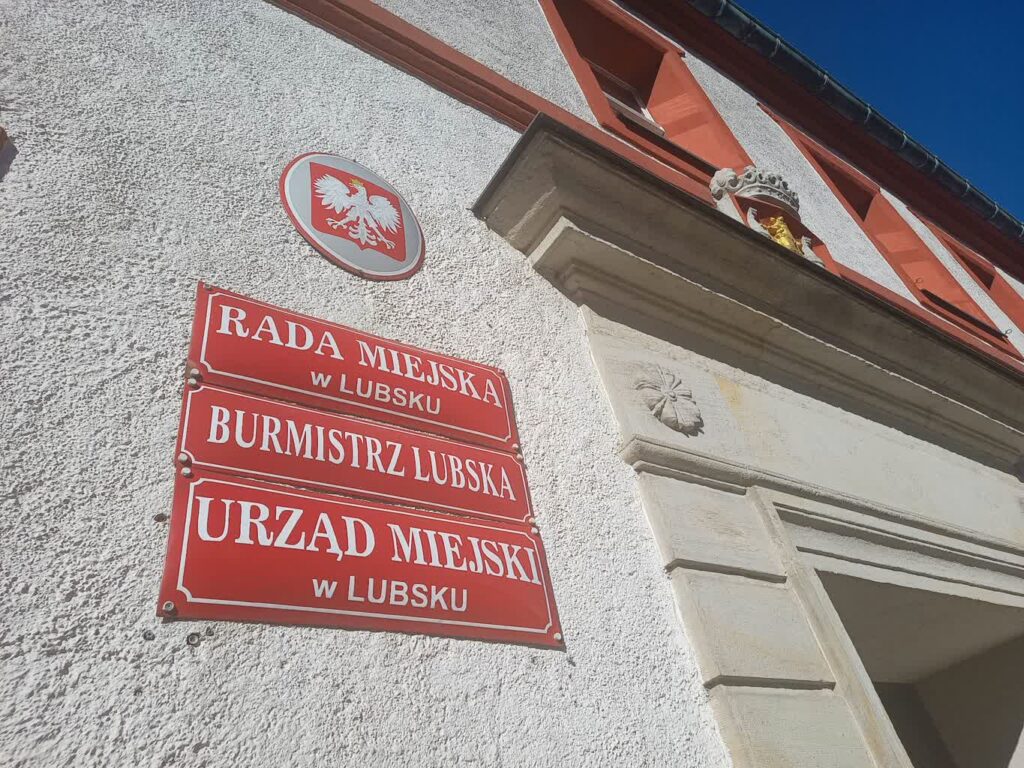 RADA MIEJSKA
W LUBSKU
BURMISTRZ LUBSKA
URZĄD MIEJSKI
W LUBSKU